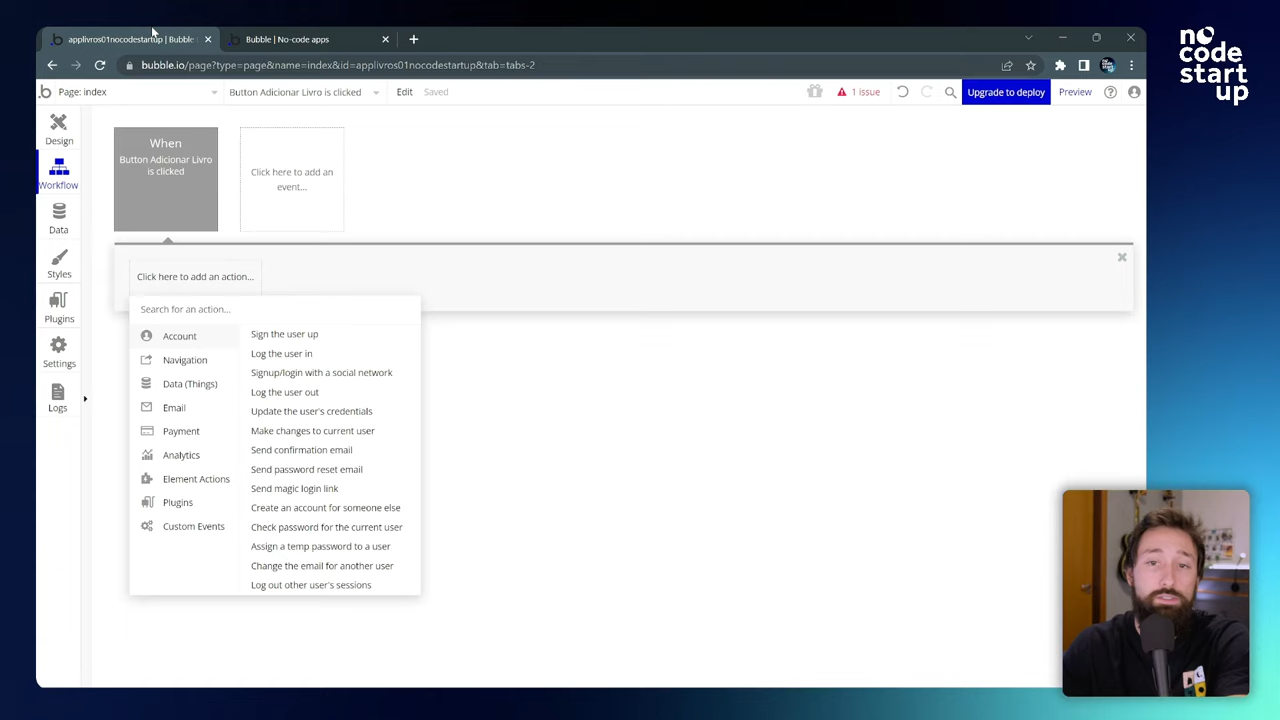 applivros01nocodestartup | Bubble
Bubble | No-code apps
bubble.io/page?type=page&name=index&id=applivros01nocodestartup&tab=tabs-2
no
code
start
up
Page: index
Button Adicionar Livro is clicked
Edit
Saved
1 issue
Upgrade to deploy
Preview
Design
Workflow
Data
Styles
Plugins
Settings
Logs
When
Button Adicionar Livro
is clicked
Click here to add an
event...
Click here to add an action...
Search for an action...
Account
Navigation
Data (Things)
Email
Payment
Analytics
Element Actions
Plugins
Custom Events
Sign the user up
Log the user in
Signup/login with a social network
Log the user out
Update the user's credentials
Make changes to current user
Send confirmation email
Send password reset email
Send magic login link
Create an account for someone else
Check password for the current user
Assign a temp password to a user
Change the email for another user
Log out other user's sessions